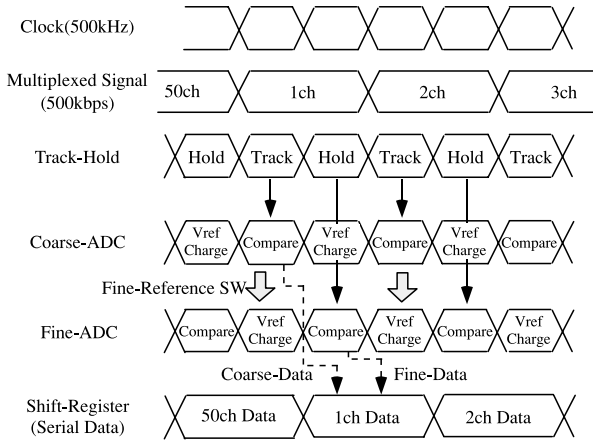 Clock(500kHz)
Multiplexed Signal
(500kbps)
50ch 1ch 2ch 3ch
Track-Hold
Hold Track Hold Track Hold Track
Coarse-ADC
Vref Charge Compare Vref Charge Compare Vref Charge Compare
Fine-Reference SW
Fine-ADC
Compare Vref Charge Compare Vref Charge Compare Vref Charge
Coarse-Data Fine-Data
Shift-Register
(Serial Data)
50ch Data 1ch Data 2ch Data